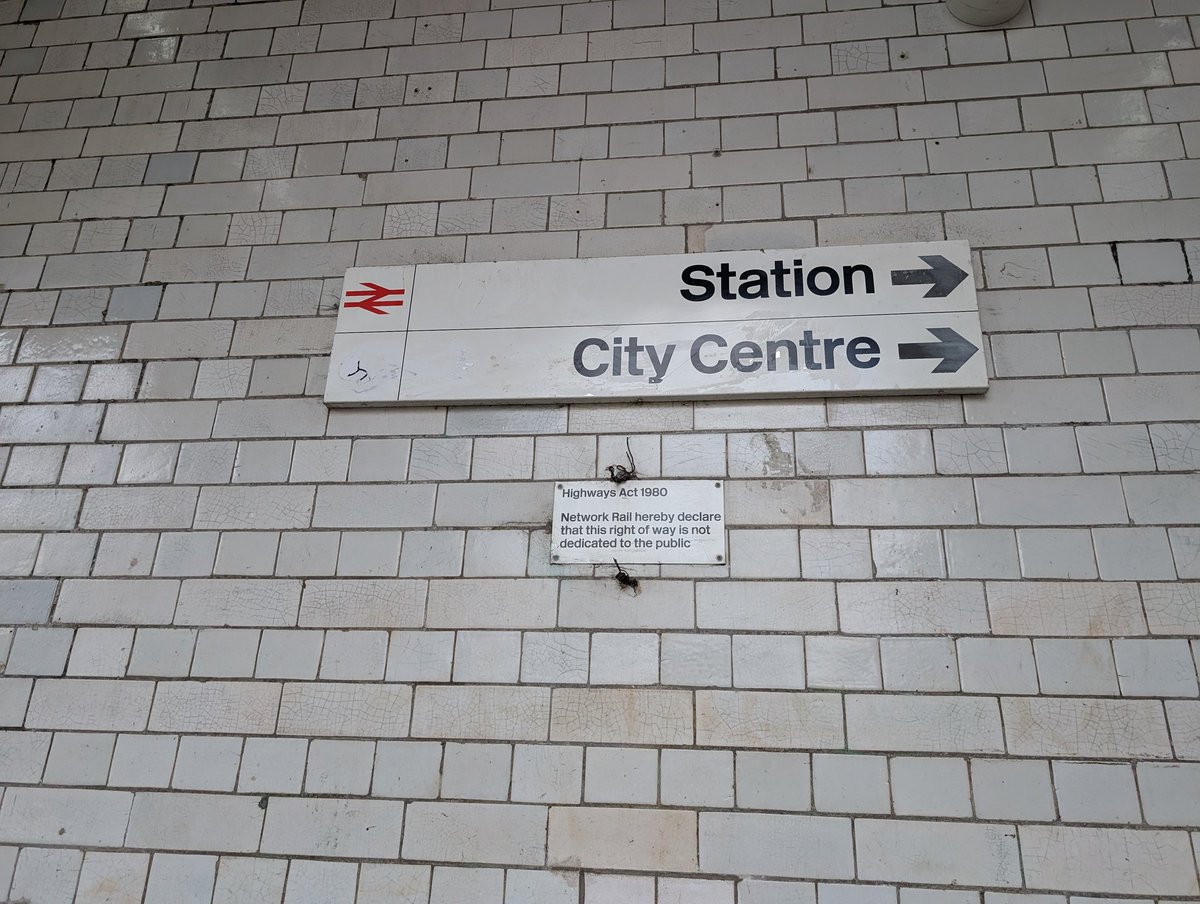 Station
City Centre
Highways Act 1980
Network Rail hereby declare
that this right of way is not
dedicated to the public